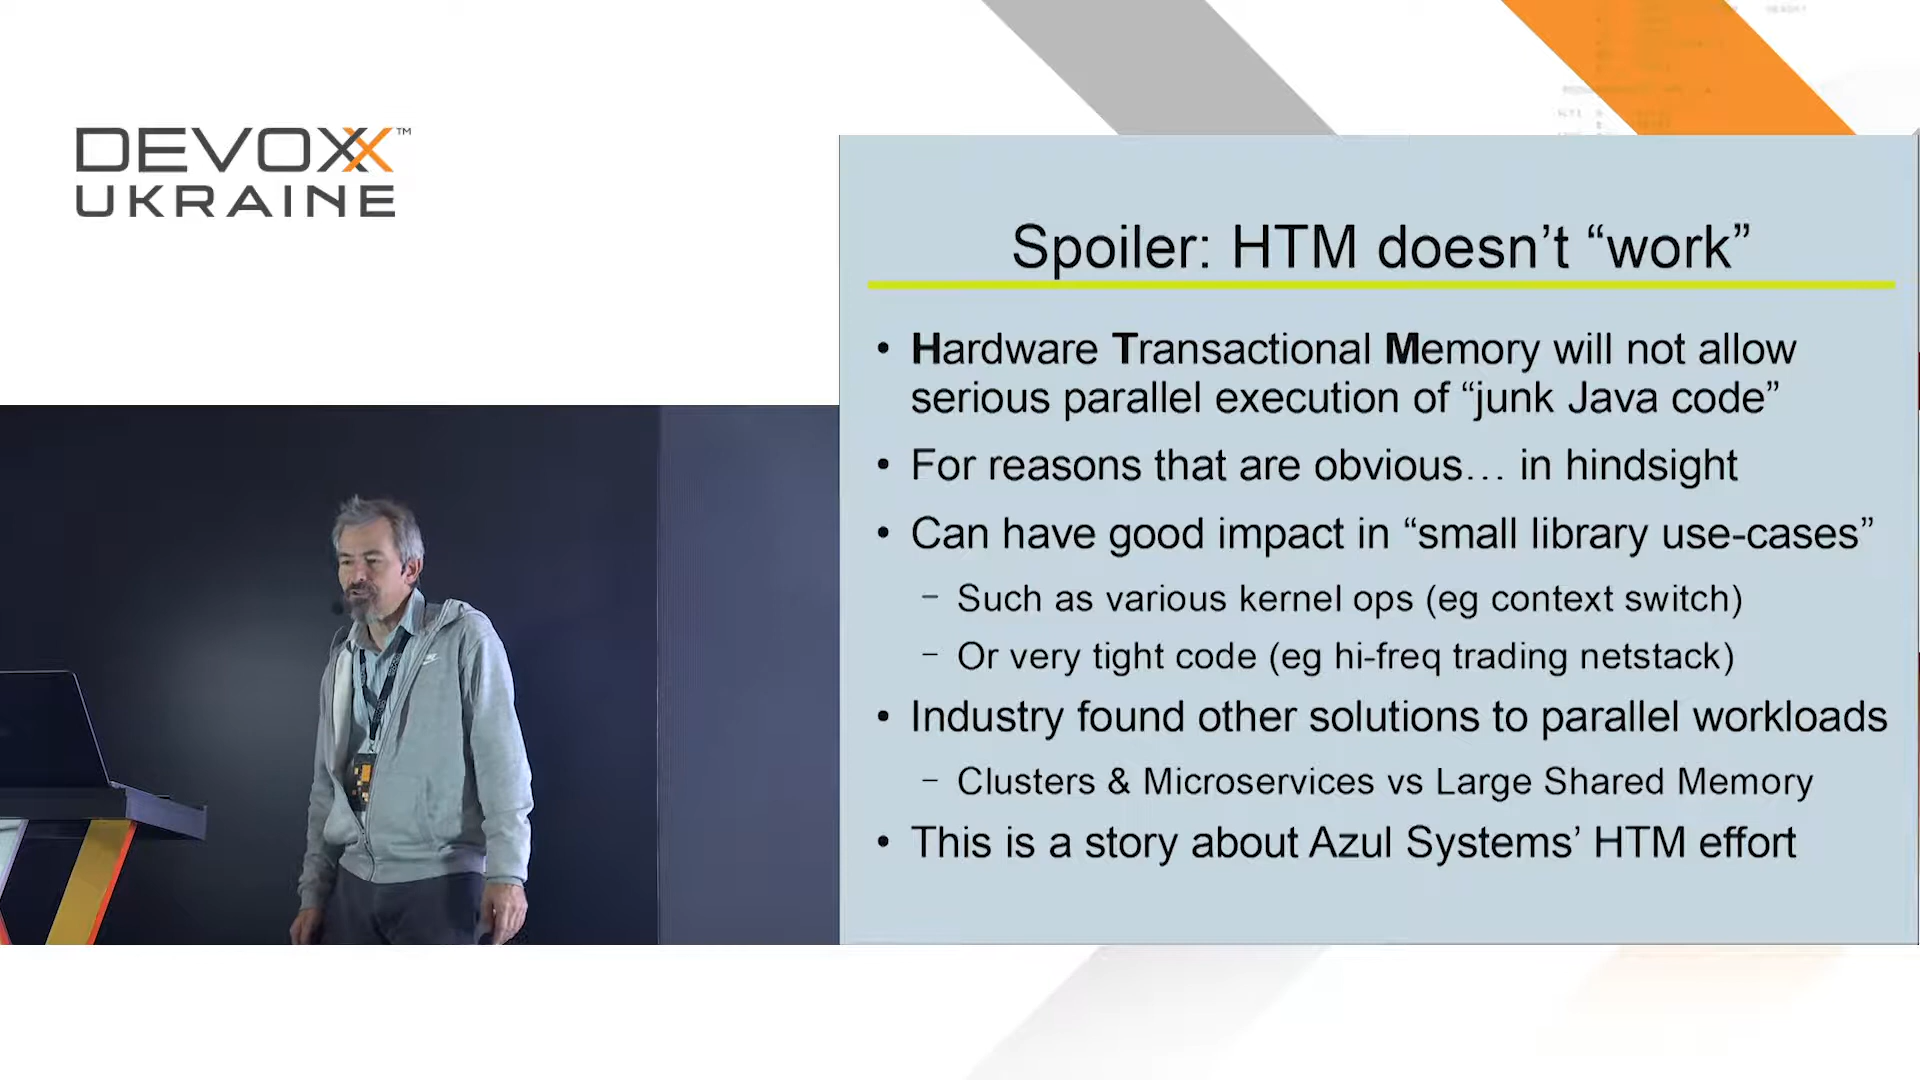 DEVOXX™
UKRAINE
Spoiler: HTM doesn’t “work”
• Hardware Transactional Memory will not allow
serious parallel execution of “junk Java code”
• For reasons that are obvious… in hindsight
• Can have good impact in “small library use-cases”
– Such as various kernel ops (eg context switch)
– Or very tight code (eg hi-freq trading netstack)
• Industry found other solutions to parallel workloads
– Clusters & Microservices vs Large Shared Memory
• This is a story about Azul Systems’ HTM effort